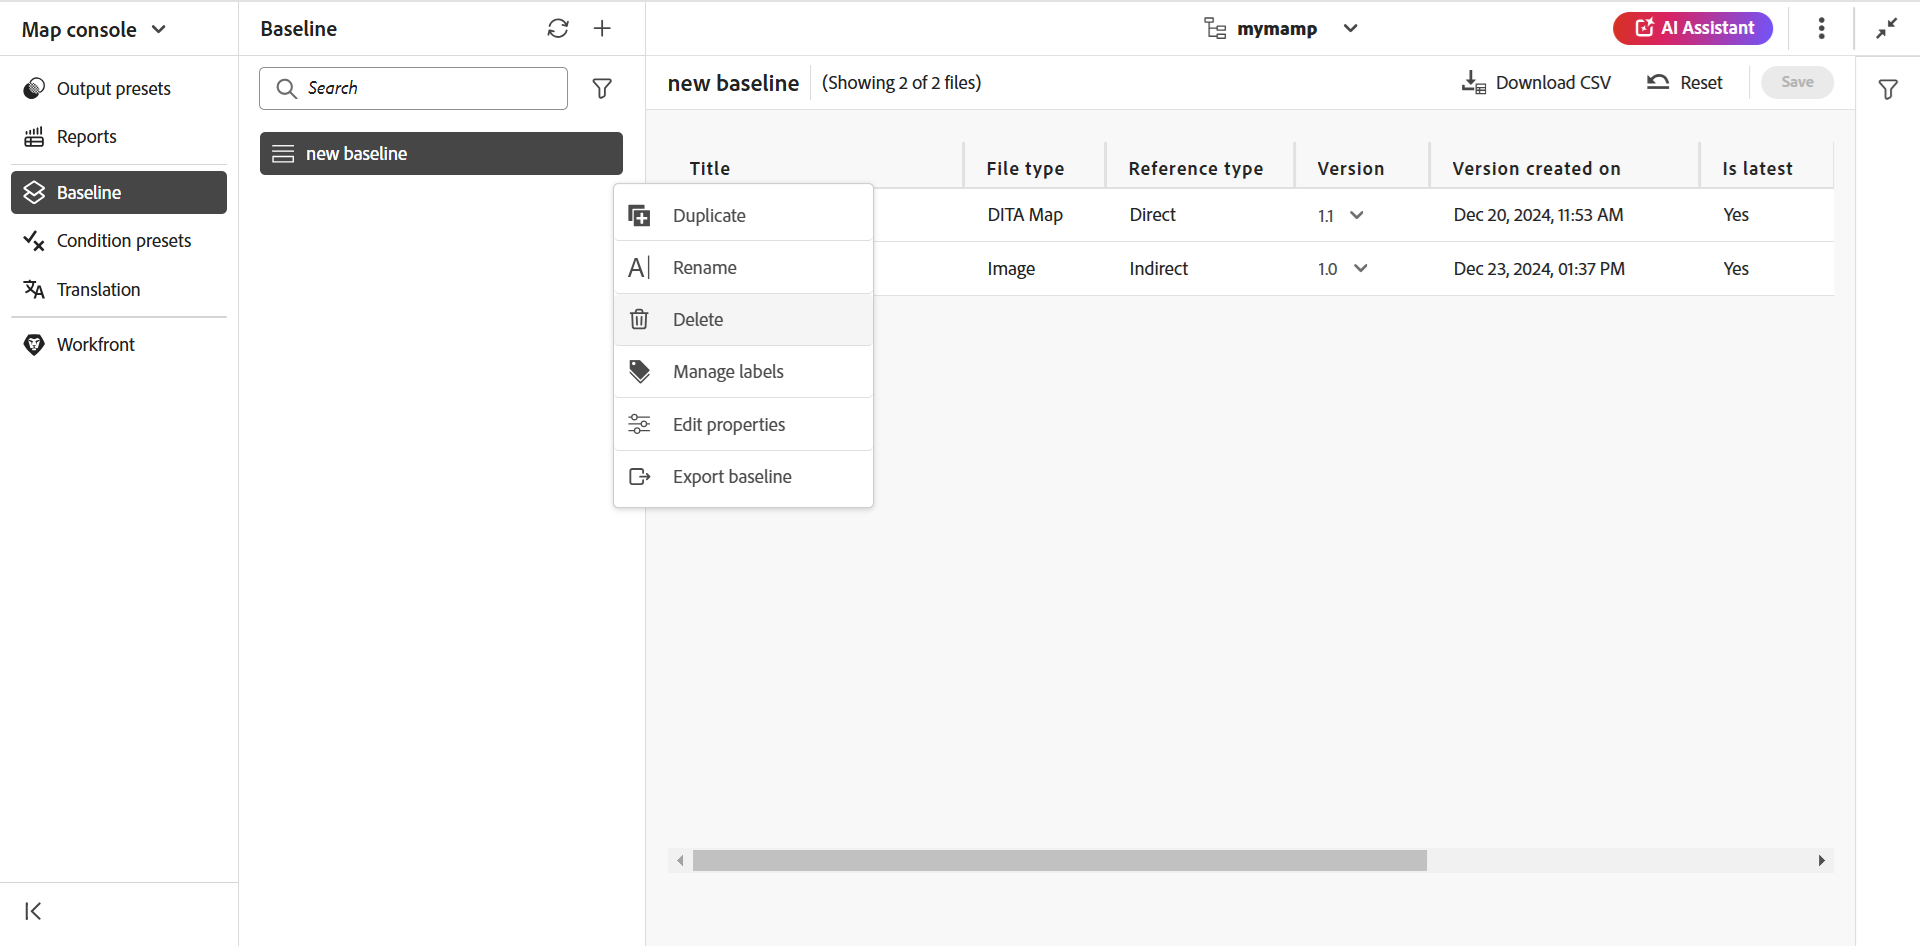 Map console
Output presets
Reports
Baseline
Condition presets
Translation
Workfront
Baseline
Search
new baseline
mymamp
AI Assistant
new baseline
(Showing 2 of 2 files)
Download CSV
Reset
Save
Title
File type
Reference type
Version
Version created on
Is latest
DITA Map
Direct
1.1
Dec 20, 2024, 11:53 AM
Yes
Image
Indirect
1.0
Dec 23, 2024, 01:37 PM
Yes
Duplicate
Rename
Delete
Manage labels
Edit properties
Export baseline